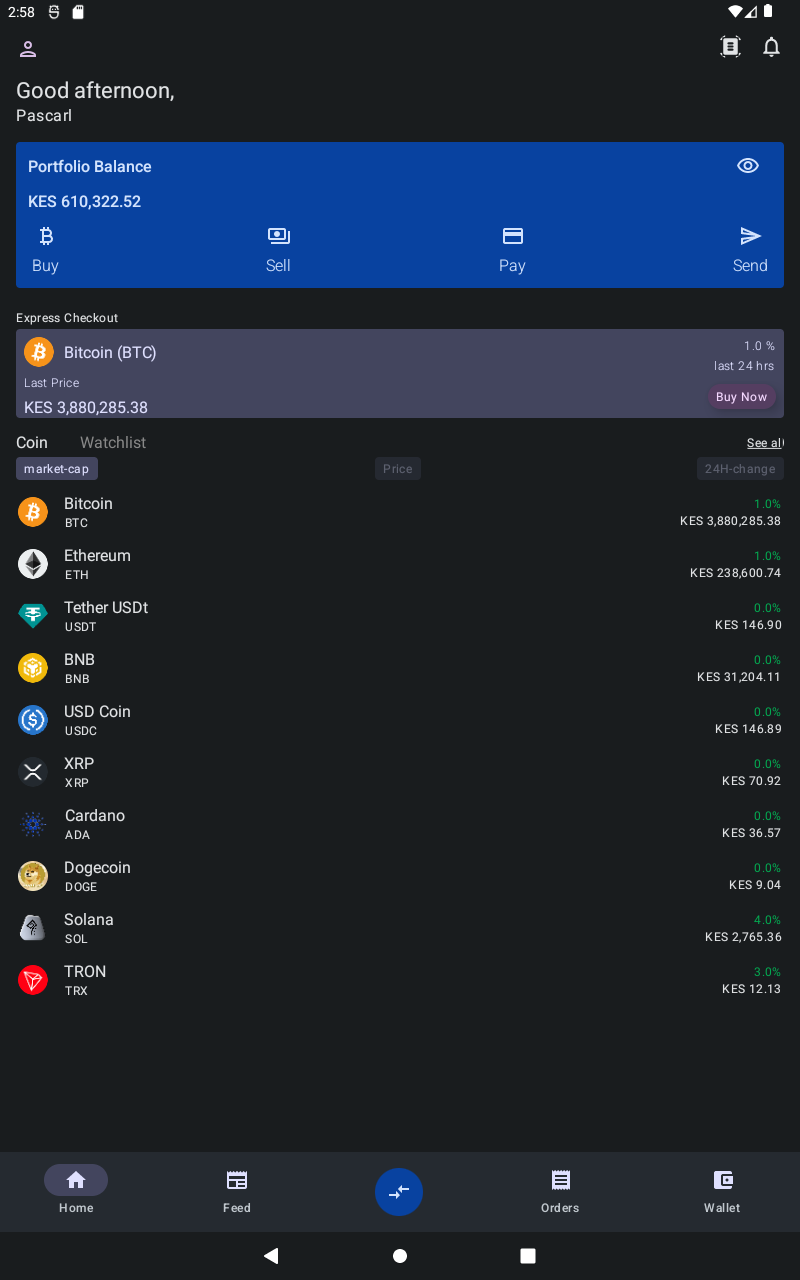 2:58
Good afternoon,
Pascarl
Portfolio Balance
KES 610,322.52
Buy Sell Pay Send
Express Checkout
Bitcoin (BTC)
1.0 %
last 24 hrs
Last Price
KES 3,880,285.38
Buy Now
Coin Watchlist See all
market-cap Price 24H-change
Bitcoin 1.0%
BTC KES 3,880,285.38
Ethereum 1.0%
ETH KES 238,600.74
Tether USDt 0.0%
USDT KES 146.90
BNB 0.0%
BNB KES 31,204.11
USD Coin 0.0%
USDC KES 146.89
XRP 0.0%
XRP KES 70.92
Cardano 0.0%
ADA KES 36.57
Dogecoin 0.0%
DOGE KES 9.04
Solana 4.0%
SOL KES 2,765.36
TRON 3.0%
TRX KES 12.13
Home Feed Orders Wallet